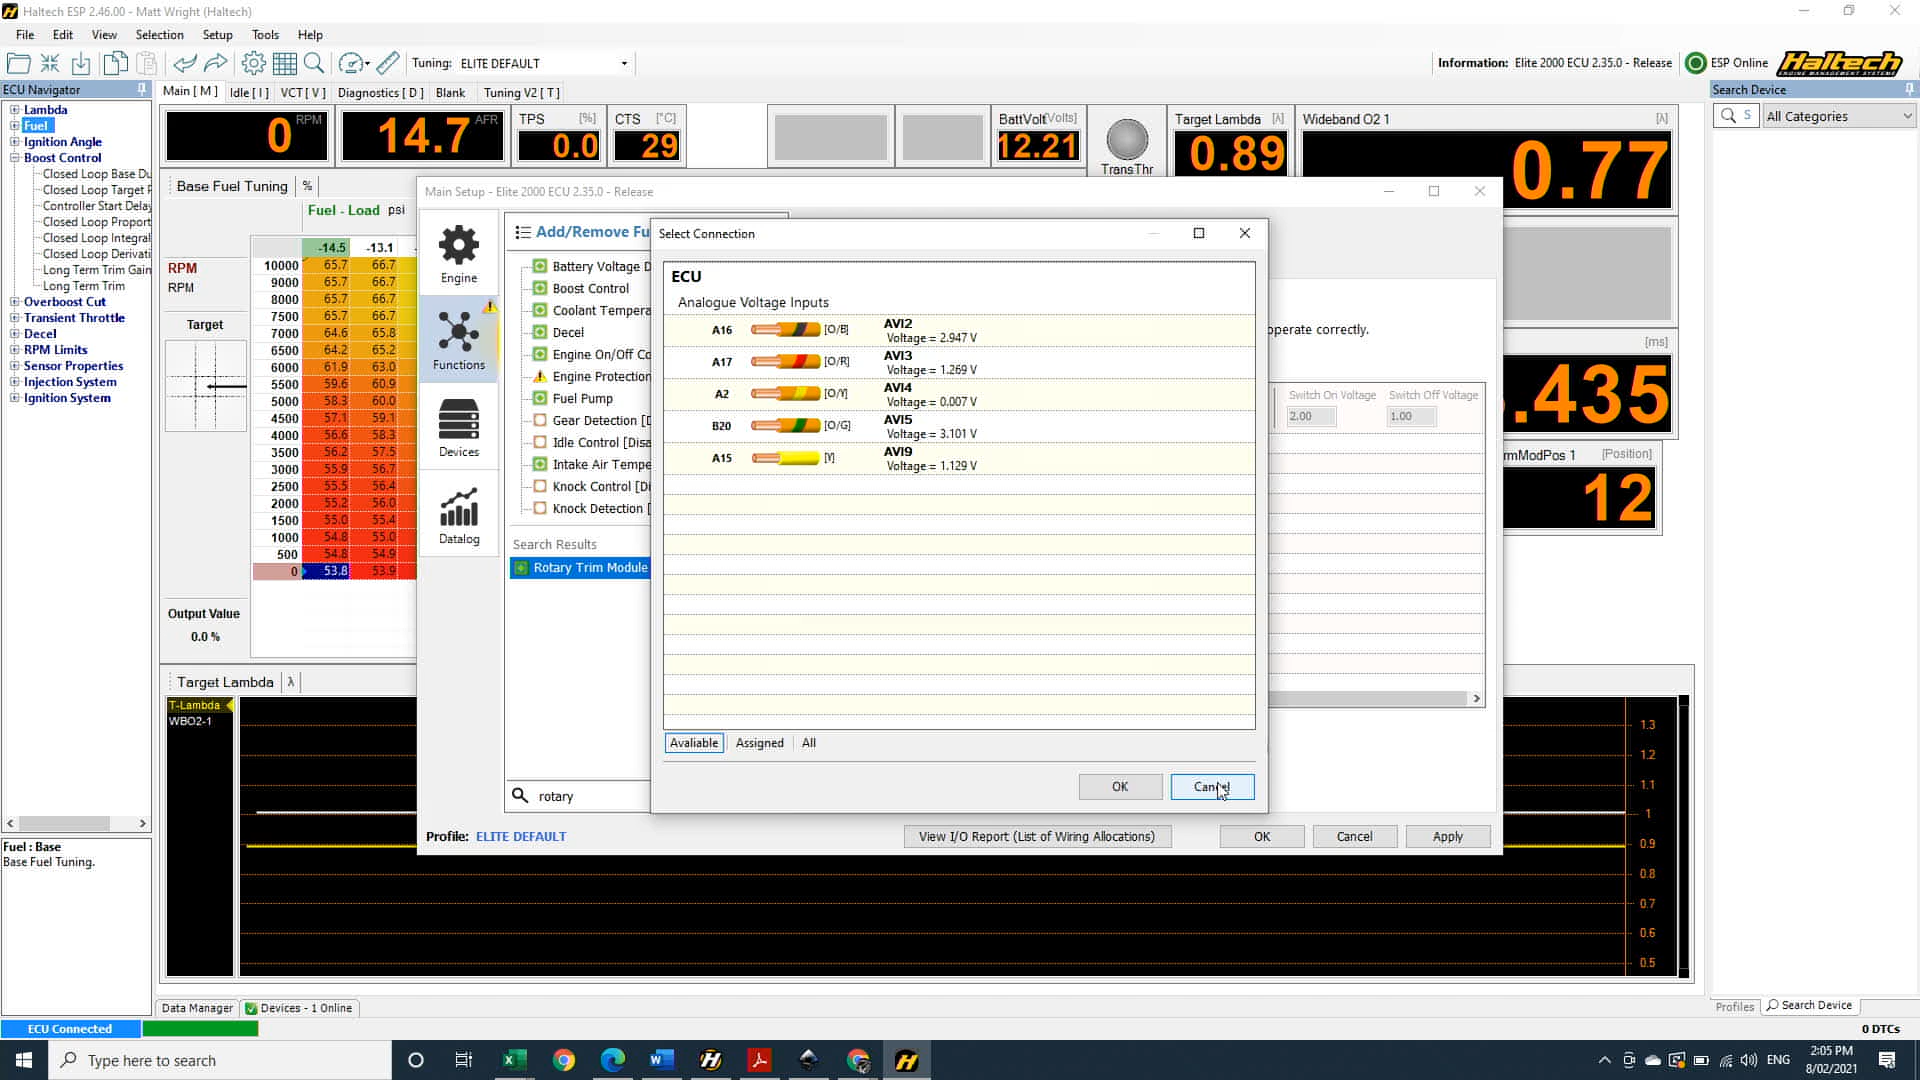 Haltech ESP 2.46.00 - Matt Wright (Haltech)
File Edit View Selection Setup Tools Help
Tuning: ELITE DEFAULT
Information: Elite 2000 ECU 2.35.0 - Release
ESP Online
Haltech
ENGINE MANAGEMENT SYSTEMS
ECU Navigator
Lambda
Fuel
Ignition Angle
Boost Control
Closed Loop Base Du
Closed Loop Target P
Controller Start Delay
Closed Loop Proport
Closed Loop Integral
Closed Loop Derivati
Long Term Trim Gain
Long Term Trim
Overboost Cut
Transient Throttle
Decel
RPM Limits
Sensor Properties
Injection System
Ignition System
Fuel : Base
Base Fuel Tuning.
Main [ M ] Idle [ I ] VCT [ V ] Diagnostics [ D ] Blank Tuning V2 [ T ]
0 RPM
14.7 AFR
TPS [%]
0.0
CTS [°C]
29
BattVolt [Volts]
12.21
TransThr
Target Lambda [λ]
0.89
Wideband O2 1 [λ]
0.77
[ms]
.435
rmModPos 1 [Position]
12
Base Fuel Tuning %
Fuel - Load psi
RPM
RPM
Target
Output Value
0.0 %
-14.5 -13.1
10000 65.7 66.7
9000 65.7 66.7
8000 65.7 66.7
7500 65.7 66.7
7000 64.6 65.8
6500 64.2 65.2
6000 61.9 63.0
5500 59.6 60.9
5000 58.3 60.0
4500 57.1 59.1
4000 56.6 58.3
3500 56.2 57.5
3000 55.9 56.7
2500 55.5 56.4
2000 55.2 56.0
1500 55.0 55.4
1000 54.8 55.0
500 54.8 54.9
0 53.8 53.9
Main Setup - Elite 2000 ECU 2.35.0 - Release
Engine
Functions
Devices
Datalog
Add/Remove Fu
Battery Voltage D
Boost Control
Coolant Tempera
Decel
Engine On/Off Co
Engine Protection
Fuel Pump
Gear Detection [D
Idle Control [Disa
Intake Air Tempe
Knock Control [Di
Knock Detection [
Search Results
Rotary Trim Module
rotary
operate correctly.
Switch On Voltage Switch Off Voltage
2.00 1.00
Profile: ELITE DEFAULT
View I/O Report (List of Wiring Allocations)
OK Cancel Apply
Select Connection
ECU
Analogue Voltage Inputs
A16 [O/B] AVI2
Voltage = 2.947 V
A17 [O/R] AVI3
Voltage = 1.269 V
A2 [O/Y] AVI4
Voltage = 0.007 V
B20 [O/G] AVI5
Voltage = 3.101 V
A15 [Y] AVI9
Voltage = 1.129 V
Avaliable Assigned All
OK Cancel
Target Lambda λ
T-Lambda
WBO2-1
1.3
1.2
1.1
1
0.9
0.8
0.7
0.6
0.5
Data Manager Devices - 1 Online
Search Device
S All Categories
Profiles Search Device
ECU Connected
0 DTCs
Type here to search
ENG
2:05 PM
8/02/2021